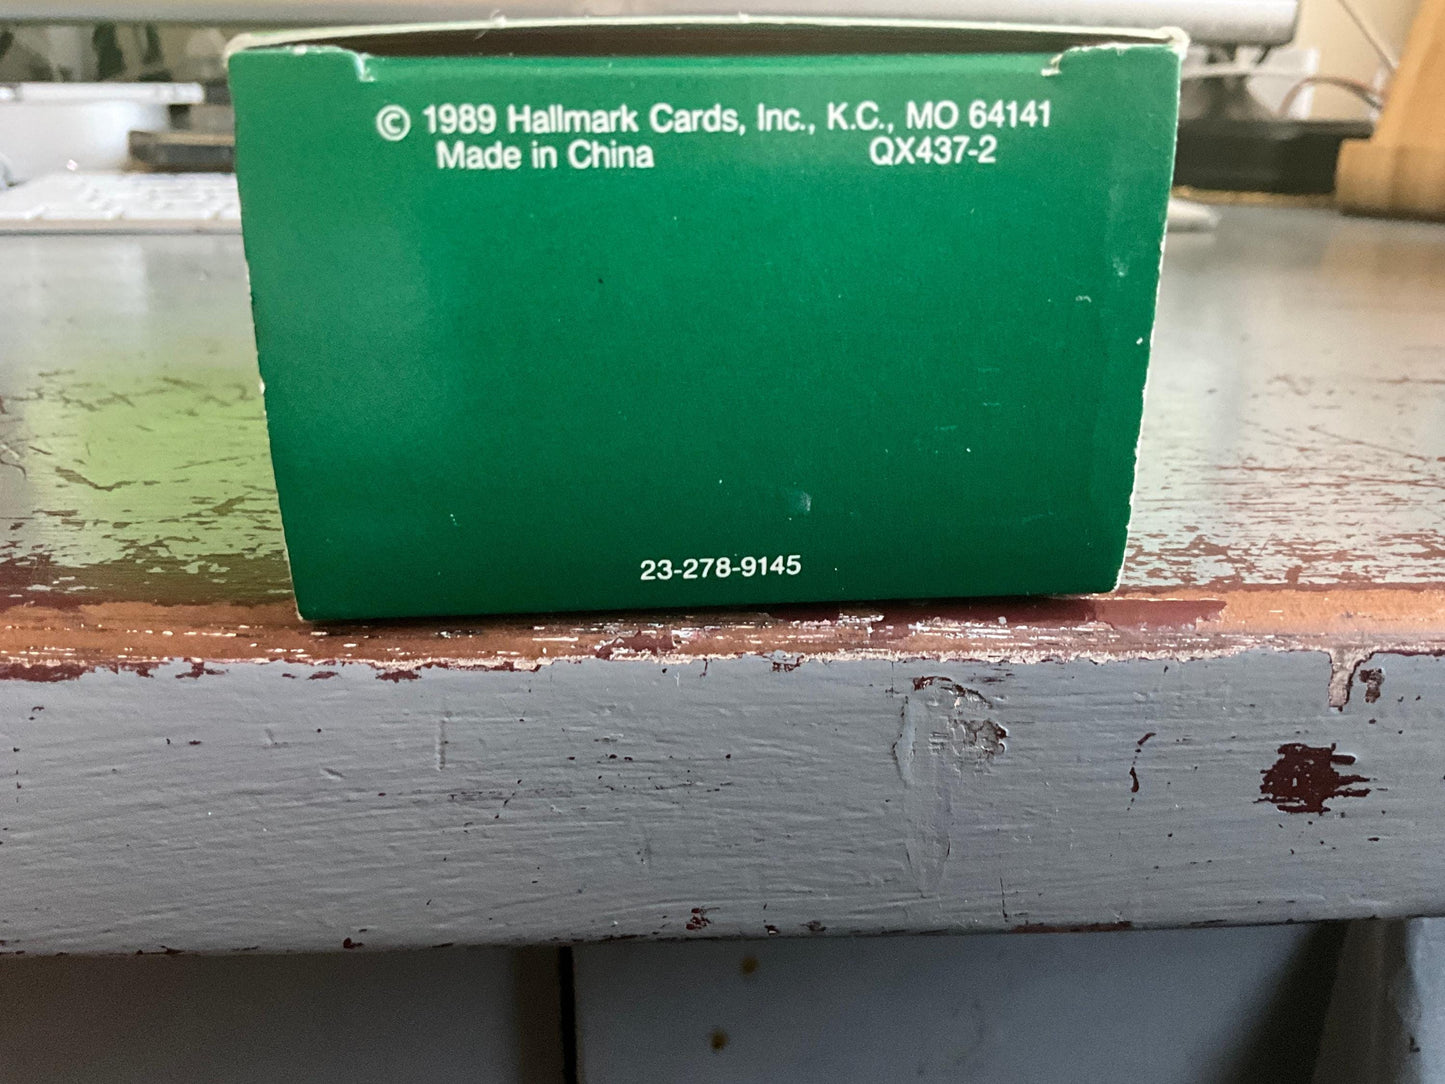 © 1989 Hallmark Cards, Inc., K.C., MO 64141
Made in China QX437-2
23-278-9145